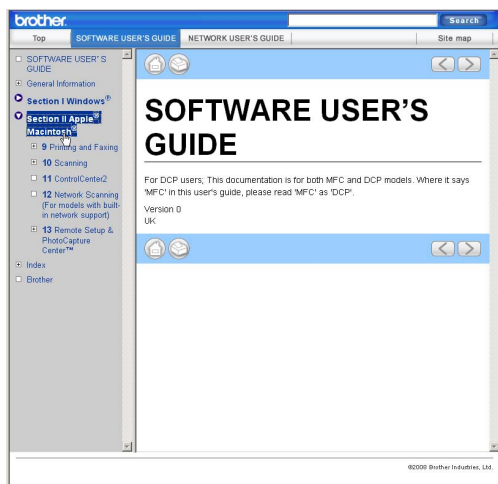 brother.
Search
Top
SOFTWARE USER'S GUIDE
NETWORK USER'S GUIDE
Site map
SOFTWARE USER'S
GUIDE
General Information
Section I Windows®
Section II Apple®
Macintosh®
9 Printing and Faxing
10 Scanning
11 ControlCenter2
12 Network Scanning
(For models with built-
in network support)
13 Remote Setup &
PhotoCapture
Center™
Index
Brother
SOFTWARE USER'S
GUIDE
For DCP users; This documentation is for both MFC and DCP models. Where it says
'MFC' in this user's guide, please read 'MFC' as 'DCP'.
Version 0
UK
©2008 Brother Industries, Ltd.